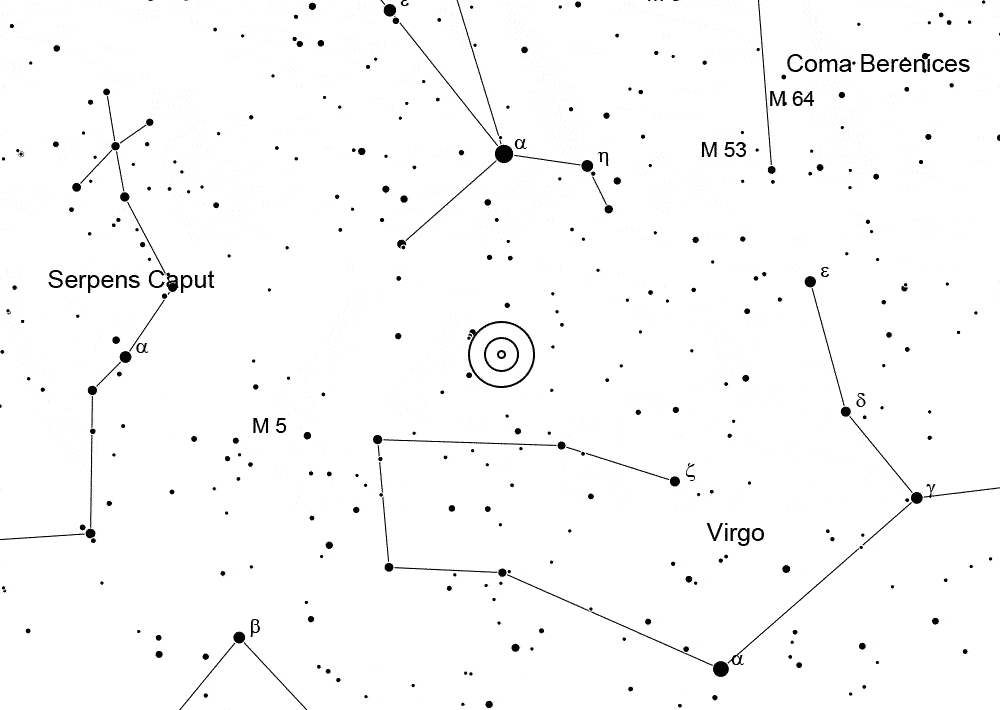 ε
Coma Berenices
M 64
α
M 53
η
ε
Serpens Caput
α
δ
M 5
ζ
γ
Virgo
β
α